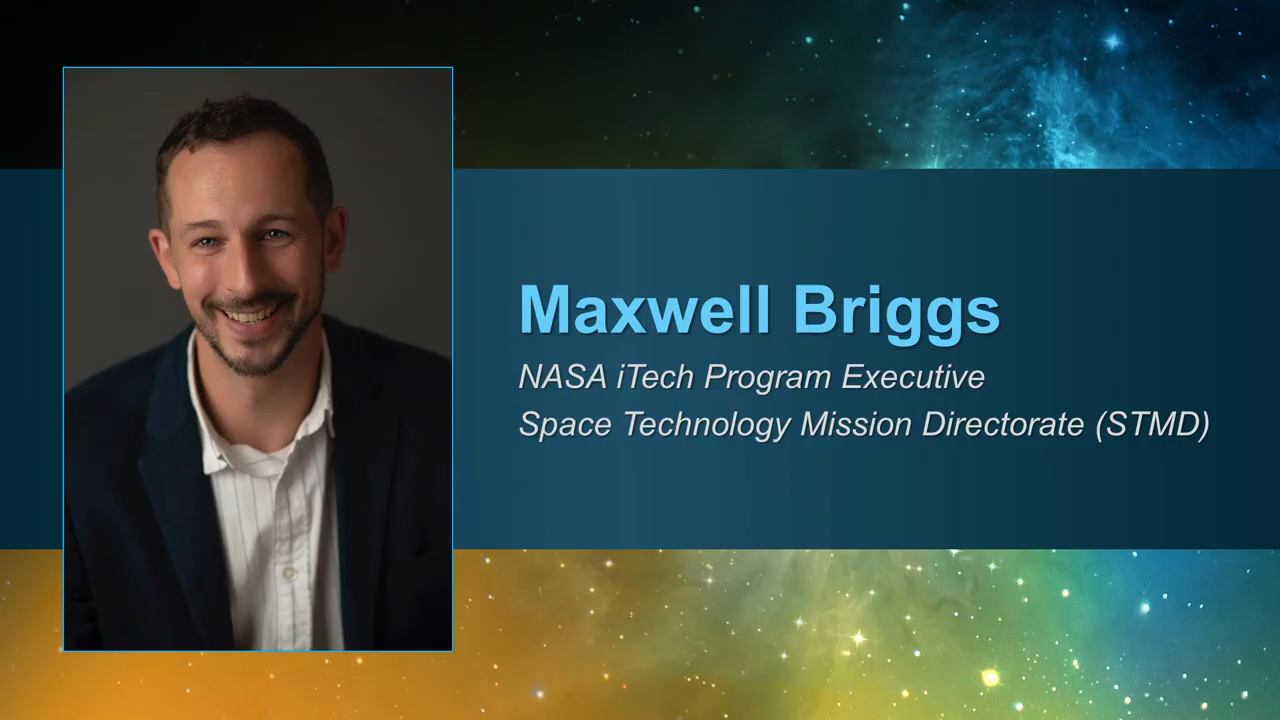 Maxwell Briggs
NASA iTech Program Executive
Space Technology Mission Directorate (STMD)